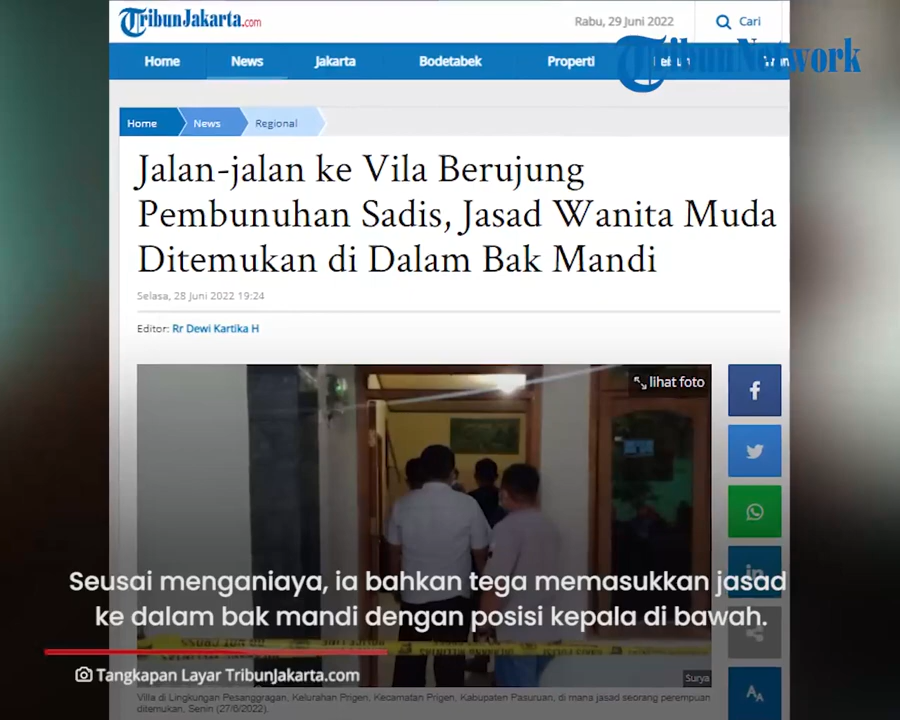 TribunJakarta.com
Rabu, 29 Juni 2022
Cari
Home News Jakarta Bodetabek Properti
TribunNetwork
Home News Regional
Jalan-jalan ke Vila Berujung
Pembunuhan Sadis, Jasad Wanita Muda
Ditemukan di Dalam Bak Mandi
Selasa, 28 Juni 2022 19:24
Editor: Rr Dewi Kartika H
lihat foto
Seusai menganiaya, ia bahkan tega memasukkan jasad
ke dalam bak mandi dengan posisi kepala di bawah.
Tangkapan Layar TribunJakarta.com
Surya
Villa di Lingkungan Pesanggragan, Kelurahan Prigen, Kecamatan Prigen, Kabupaten Pasuruan, di mana jasad seorang perempuan
ditemukan, Senin (27/6/2022).